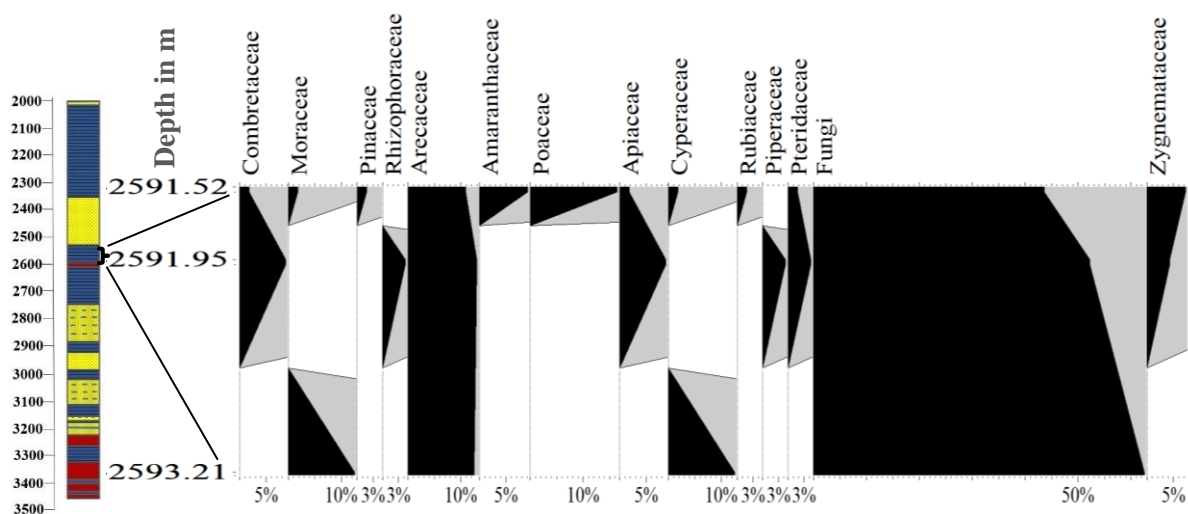 Depth in m
Combretaceae
Moraceae
Pinaceae
Rhizophoraceae
Arecaceae
Amaranthaceae
Poaceae
Apiaceae
Cyperaceae
Rubiaceae
Piperaceae
Pteridaceae
Fungi
Zygnemataceae
2000
2100
2200
2300
2400
2500
2600
2700
2800
2900
3000
3100
3200
3300
3400
3500
2591.52
2591.95
2593.21
5% 10% 3% 3% 10% 5% 10% 5% 10% 3% 3% 3% 50% 5%